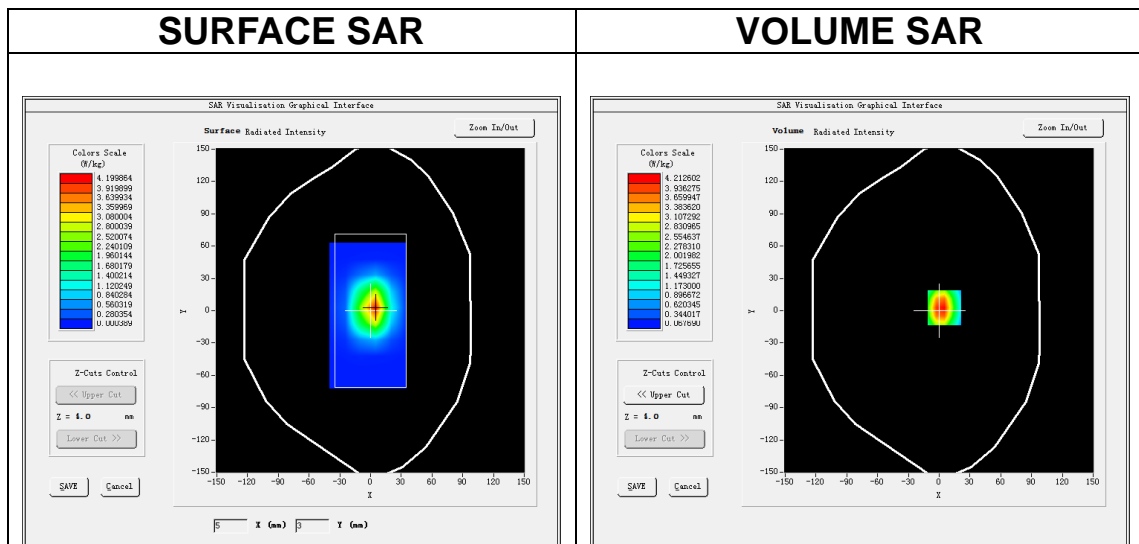 SURFACE SAR
SAR Visualisation Graphical Interface
Surface Radiated Intensity
Zoom In/Out
Colors Scale
(W/kg)
4.199864
3.919899
3.639934
3.359969
3.080004
2.800039
2.520074
2.240109
1.960144
1.680179
1.400214
1.120249
0.840284
0.560319
0.280354
0.000389
Z-Cuts Control
<< Upper Cut
Z = 4.0 mm
Lower Cut >>
SAVE Cancel
150
120
90
60
30
0
-30
-60
-90
-120
-150
Y
-150 -120 -90 -60 -30 0 30 60 90 120 150
X
5 X (mm) 3 Y (mm)
VOLUME SAR
SAR Visualisation Graphical Interface
Volume Radiated Intensity
Zoom In/Out
Colors Scale
(W/kg)
4.212602
3.936275
3.659947
3.383620
3.107292
2.830965
2.554637
2.278310
2.001982
1.725655
1.449327
1.173000
0.896672
0.620345
0.344017
0.067690
Z-Cuts Control
<< Upper Cut
Z = 4.0 mm
Lower Cut >>
SAVE Cancel
150
120
90
60
30
0
-30
-60
-90
-120
-150
Y
-150 -120 -90 -60 -30 0 30 60 90 120 150
X